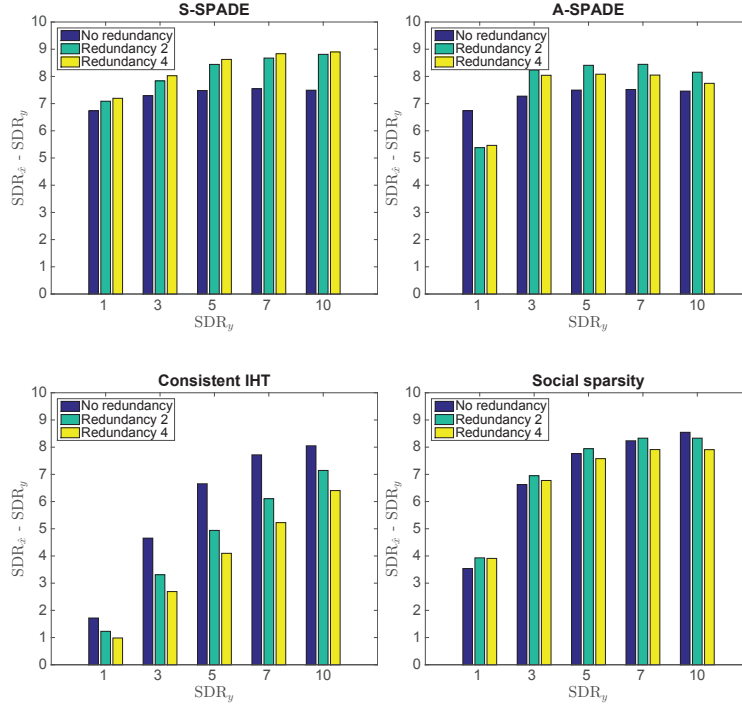 S-SPADE
No redundancy
Redundancy 2
Redundancy 4
10
9
8
7
6
5
4
3
2
1
0
SDR_x̂ - SDR_y
1 3 5 7 10
SDR_y
A-SPADE
No redundancy
Redundancy 2
Redundancy 4
10
9
8
7
6
5
4
3
2
1
0
SDR_x̂ - SDR_y
1 3 5 7 10
SDR_y
Consistent IHT
No redundancy
Redundancy 2
Redundancy 4
10
9
8
7
6
5
4
3
2
1
0
SDR_x̂ - SDR_y
1 3 5 7 10
SDR_y
Social sparsity
No redundancy
Redundancy 2
Redundancy 4
10
9
8
7
6
5
4
3
2
1
0
SDR_x̂ - SDR_y
1 3 5 7 10
SDR_y